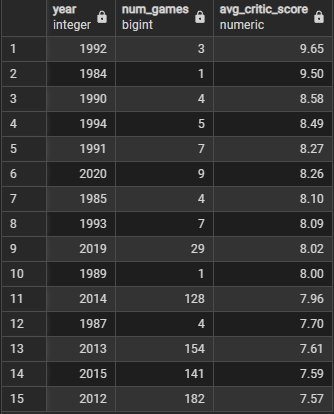 year num_games avg_critic_score
integer bigint numeric
1 1992 3 9.65
2 1984 1 9.50
3 1990 4 8.58
4 1994 5 8.49
5 1991 7 8.27
6 2020 9 8.26
7 1985 4 8.10
8 1993 7 8.09
9 2019 29 8.02
10 1989 1 8.00
11 2014 128 7.96
12 1987 4 7.70
13 2013 154 7.61
14 2015 141 7.59
15 2012 182 7.57